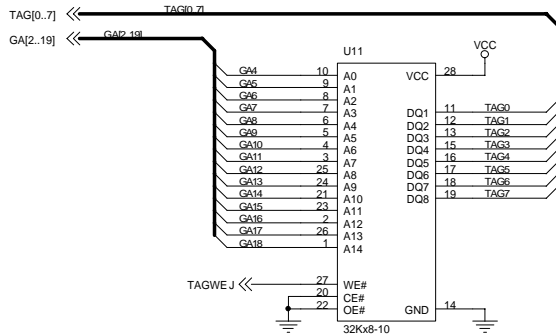 TAG[0..7] TAG[0..7]
GA[2..19] GA[2..19]
U11
VCC
GA4 10 A0 VCC 28
GA5 9 A1
GA6 8 A2
GA7 7 A3 DQ1 11 TAG0
GA8 6 A4 DQ2 12 TAG1
GA9 5 A5 DQ3 13 TAG2
GA10 4 A6 DQ4 15 TAG3
GA11 3 A7 DQ5 16 TAG4
GA12 25 A8 DQ6 17 TAG5
GA13 24 A9 DQ7 18 TAG6
GA14 21 A10 DQ8 19 TAG7
GA15 23 A11
GA16 2 A12
GA17 26 A13
GA18 1 A14
TAGWEJ 27 WE#
20 CE#
22 OE# GND 14
32Kx8-10